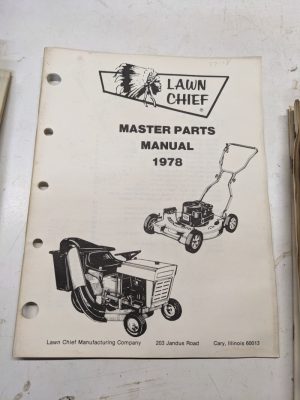 LAWN
CHIEF®
MASTER PARTS
MANUAL
1978
Lawn Chief Manufacturing Company 203 Jandus Road Cary, Illinois 60013